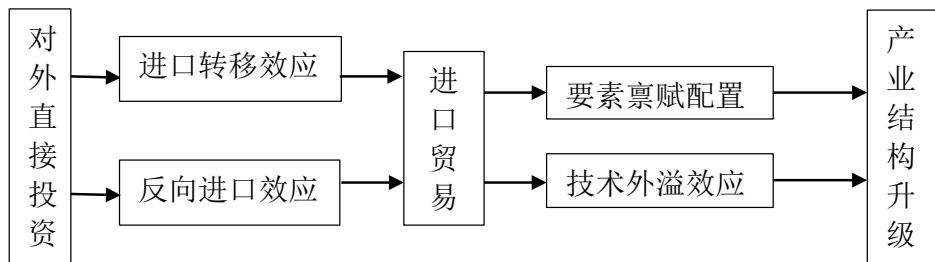 对外直接投资
进口转移效应
反向进口效应
进口贸易
要素禀赋配置
技术外溢效应
产业结构升级